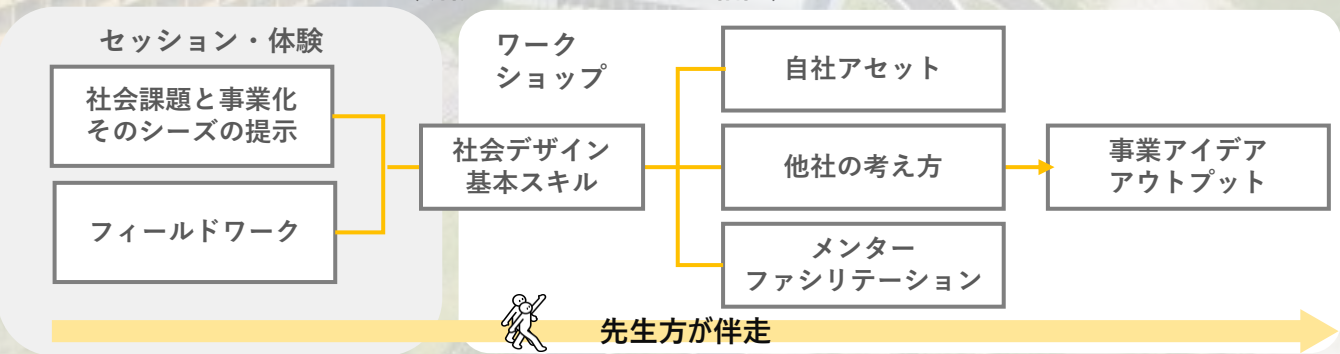 セッション・体験
社会課題と事業化
そのシーズの提示
フィールドワーク
社会デザイン
基本スキル
ワーク
ショップ
自社アセット
他社の考え方
メンター
ファシリテーション
事業アイデア
アウトプット
先生方が伴走